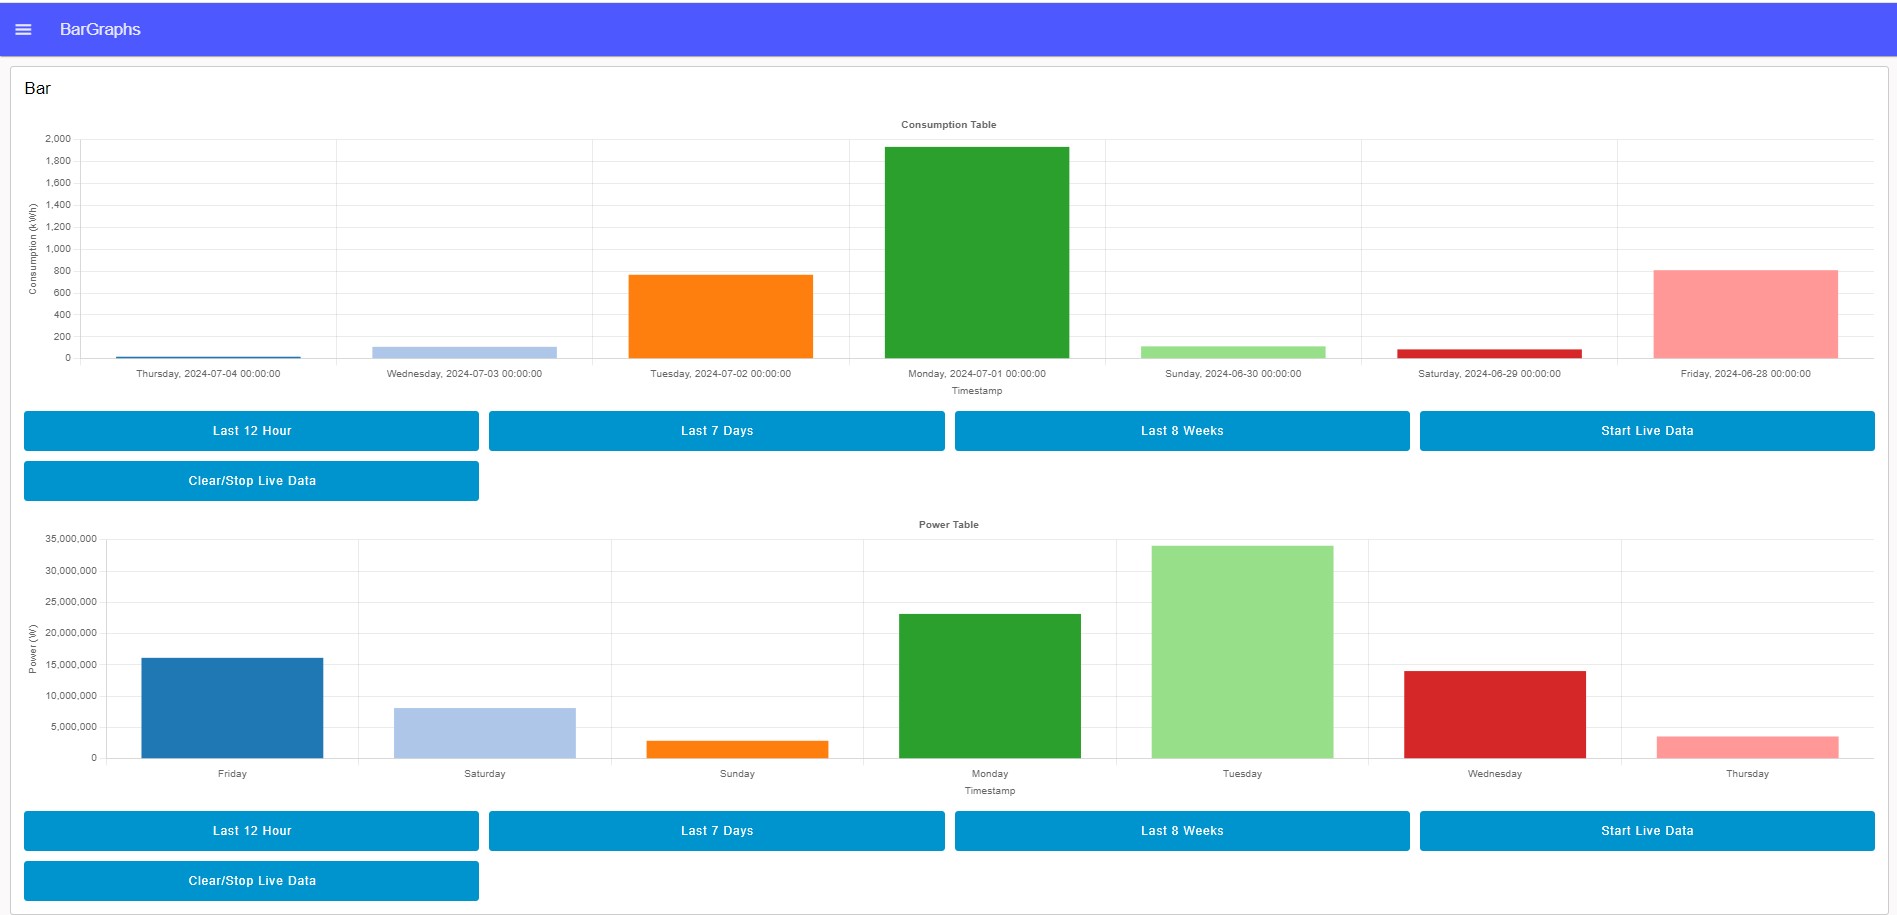 BarGraphs
Bar
Consumption Table
2,000
1,800
1,600
1,400
1,200
1,000
800
600
400
200
0
Consumption (kWh)
Thursday, 2024-07-04 00:00:00
Wednesday, 2024-07-03 00:00:00
Tuesday, 2024-07-02 00:00:00
Monday, 2024-07-01 00:00:00
Sunday, 2024-06-30 00:00:00
Saturday, 2024-06-29 00:00:00
Friday, 2024-06-28 00:00:00
Timestamp
Last 12 Hour
Last 7 Days
Last 8 Weeks
Start Live Data
Clear/Stop Live Data
Power Table
35,000,000
30,000,000
25,000,000
20,000,000
15,000,000
10,000,000
5,000,000
0
Power (W)
Friday
Saturday
Sunday
Monday
Tuesday
Wednesday
Thursday
Timestamp
Last 12 Hour
Last 7 Days
Last 8 Weeks
Start Live Data
Clear/Stop Live Data